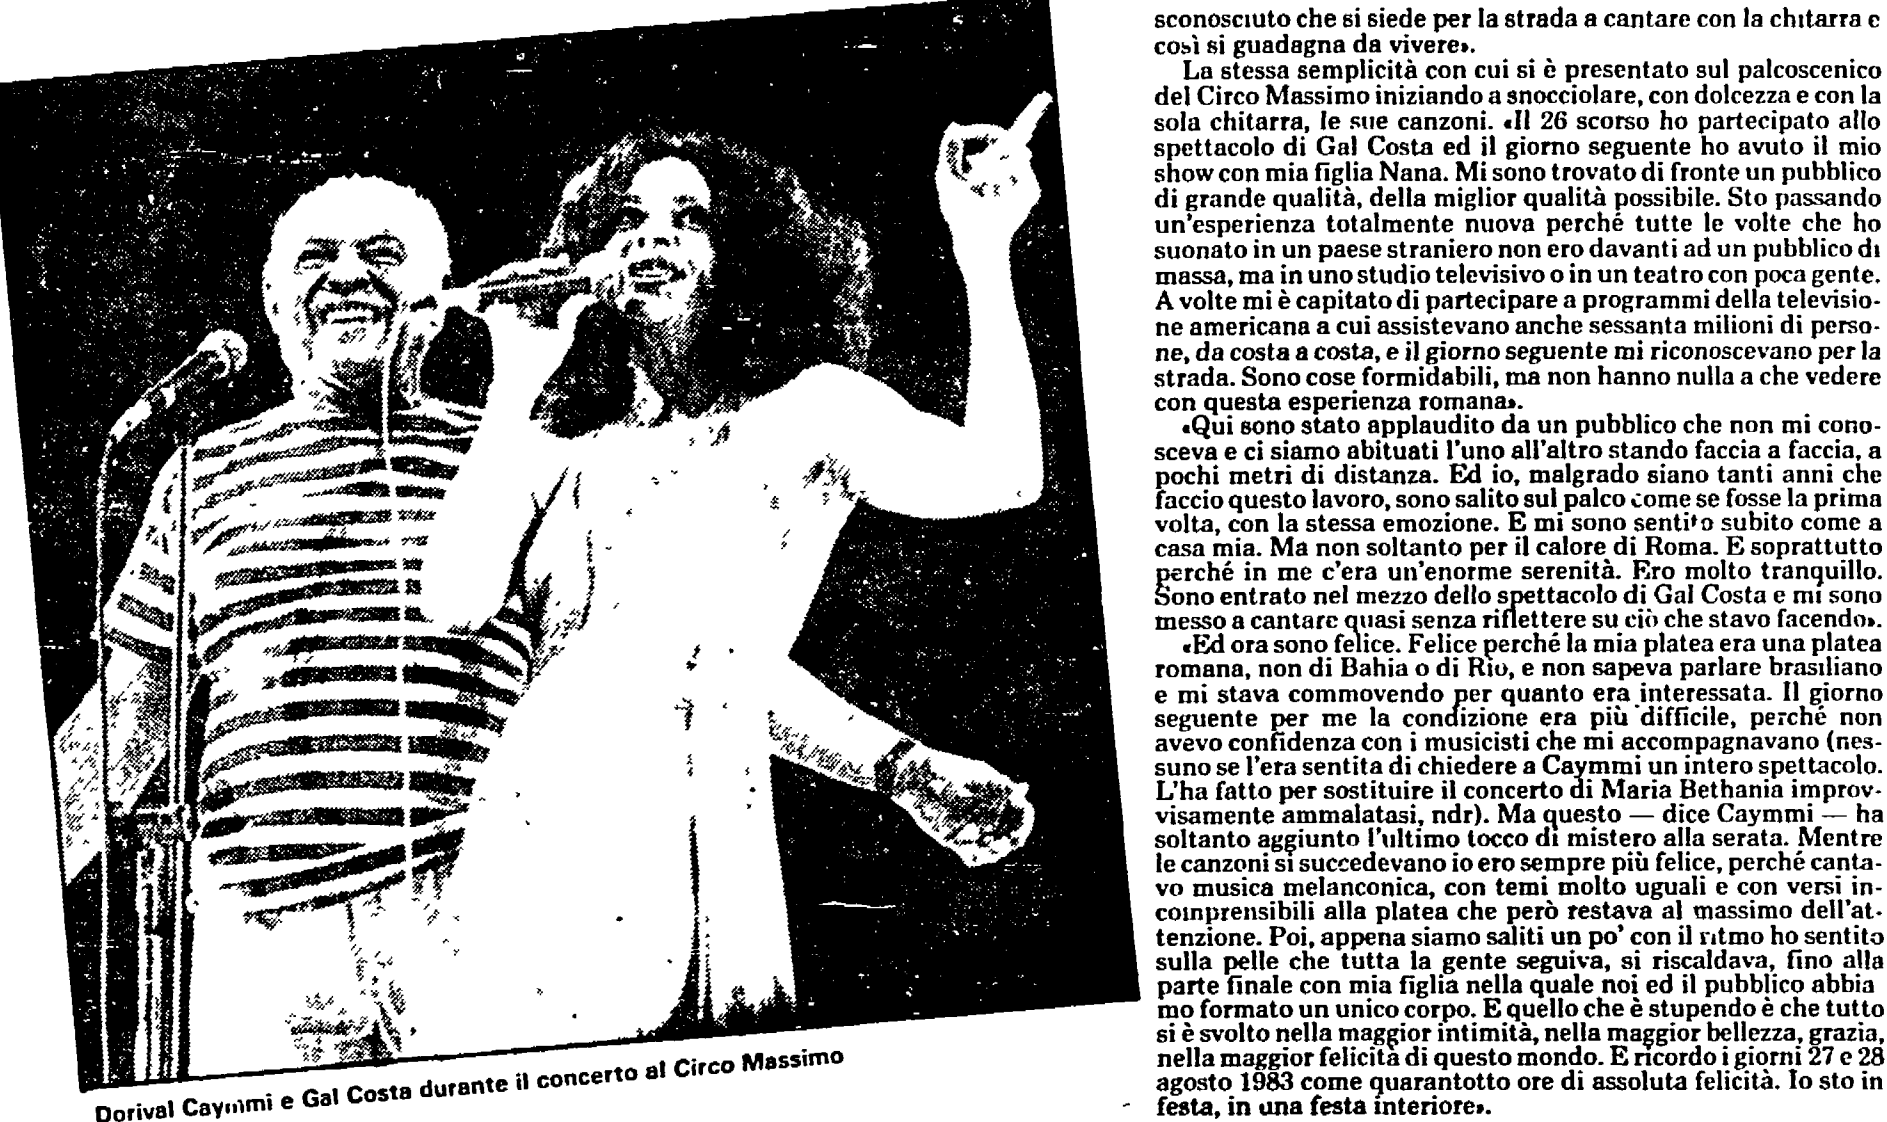 sconosciuto che si siede per la strada a cantare con la chitarra e
così si guadagna da vivere».
La stessa semplicità con cui si è presentato sul palcoscenico
del Circo Massimo iniziando a snocciolare, con dolcezza e con la
sola chitarra, le sue canzoni. «Il 26 scorso ho partecipato allo
spettacolo di Gal Costa ed il giorno seguente ho avuto il mio
show con mia figlia Nana. Mi sono trovato di fronte un pubblico
di grande qualità, della miglior qualità possibile. Sto passando
un'esperienza totalmente nuova perché tutte le volte che ho
suonato in un paese straniero non ero davanti ad un pubblico di
massa, ma in uno studio televisivo o in un teatro con poca gente.
A volte mi è capitato di partecipare a programmi della televisio-
ne americana a cui assistevano anche sessanta milioni di perso-
ne, da costa a costa, e il giorno seguente mi riconoscevano per la
strada. Sono cose formidabili, ma non hanno nulla a che vedere
con questa esperienza romana».
«Qui sono stato applaudito da un pubblico che non mi cono-
sceva e ci siamo abituati l'uno all'altro stando faccia a faccia, a
pochi metri di distanza. Ed io, malgrado siano tanti anni che
faccio questo lavoro, sono salito sul palco come se fosse la prima
volta, con la stessa emozione. E mi sono sentito subito come a
casa mia. Ma non soltanto per il calore di Roma. E soprattutto
perché in me c'era un'enorme serenità. Ero molto tranquillo.
Sono entrato nel mezzo dello spettacolo di Gal Costa e mi sono
messo a cantare quasi senza riflettere su ciò che stavo facendo».
«Ed ora sono felice. Felice perché la mia platea era una platea
romana, non di Bahia o di Rio, e non sapeva parlare brasiliano
e mi stava commovendo per quanto era interessata. Il giorno
seguente per me la condizione era più difficile, perché non
avevo confidenza con i musicisti che mi accompagnavano (nes-
suno se l'era sentita di chiedere a Caymmi un intero spettacolo.
L'ha fatto per sostituire il concerto di Maria Bethania improv-
visamente ammalatasi, ndr). Ma questo — dice Caymmi — ha
soltanto aggiunto l'ultimo tocco di mistero alla serata. Mentre
le canzoni si succedevano io ero sempre più felice, perché canta-
vo musica melanconica, con temi molto uguali e con versi in-
comprensibili alla platea che però restava al massimo dell'at-
tenzione. Poi, appena siamo saliti un po' con il ritmo ho sentito
sulla pelle che tutta la gente seguiva, si riscaldava, fino alla
parte finale con mia figlia nella quale noi ed il pubblico abbia
mo formato un unico corpo. E quello che è stupendo è che tutto
si è svolto nella maggior intimità, nella maggior bellezza, grazia,
nella maggior felicità di questo mondo. E ricordo i giorni 27 e 28
agosto 1983 come quarantotto ore di assoluta felicità. Io sto in
festa, in una festa interiore».
Dorival Caymmi e Gal Costa durante il concerto al Circo Massimo